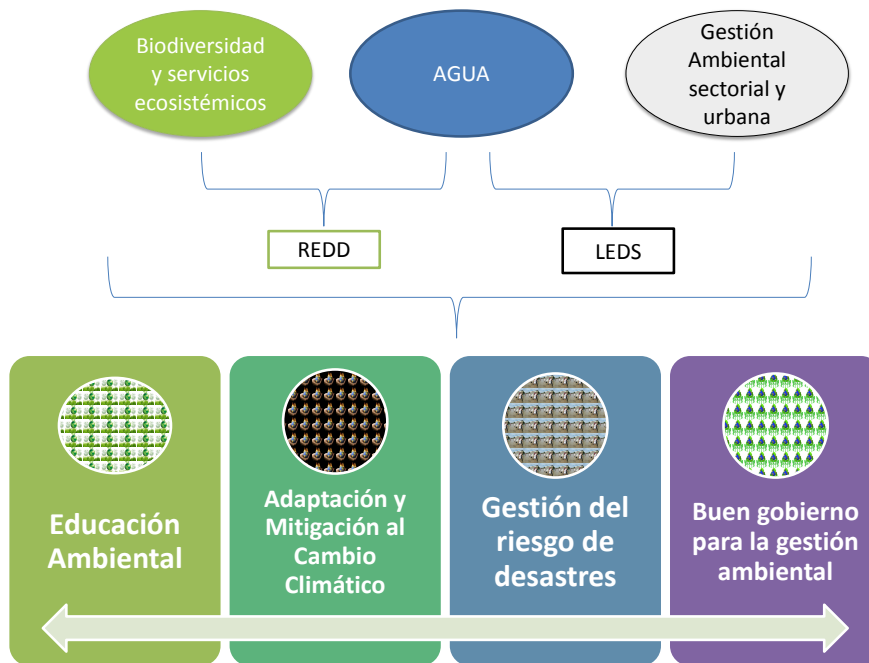 Biodiversidad
y servicios
ecosistémicos
AGUA
Gestión
Ambiental
sectorial y
urbana
REDD
LEDS
Educación
Ambiental
Adaptación y
Mitigación al
Cambio
Climático
Gestión del
riesgo de
desastres
Buen gobierno
para la gestión
ambiental